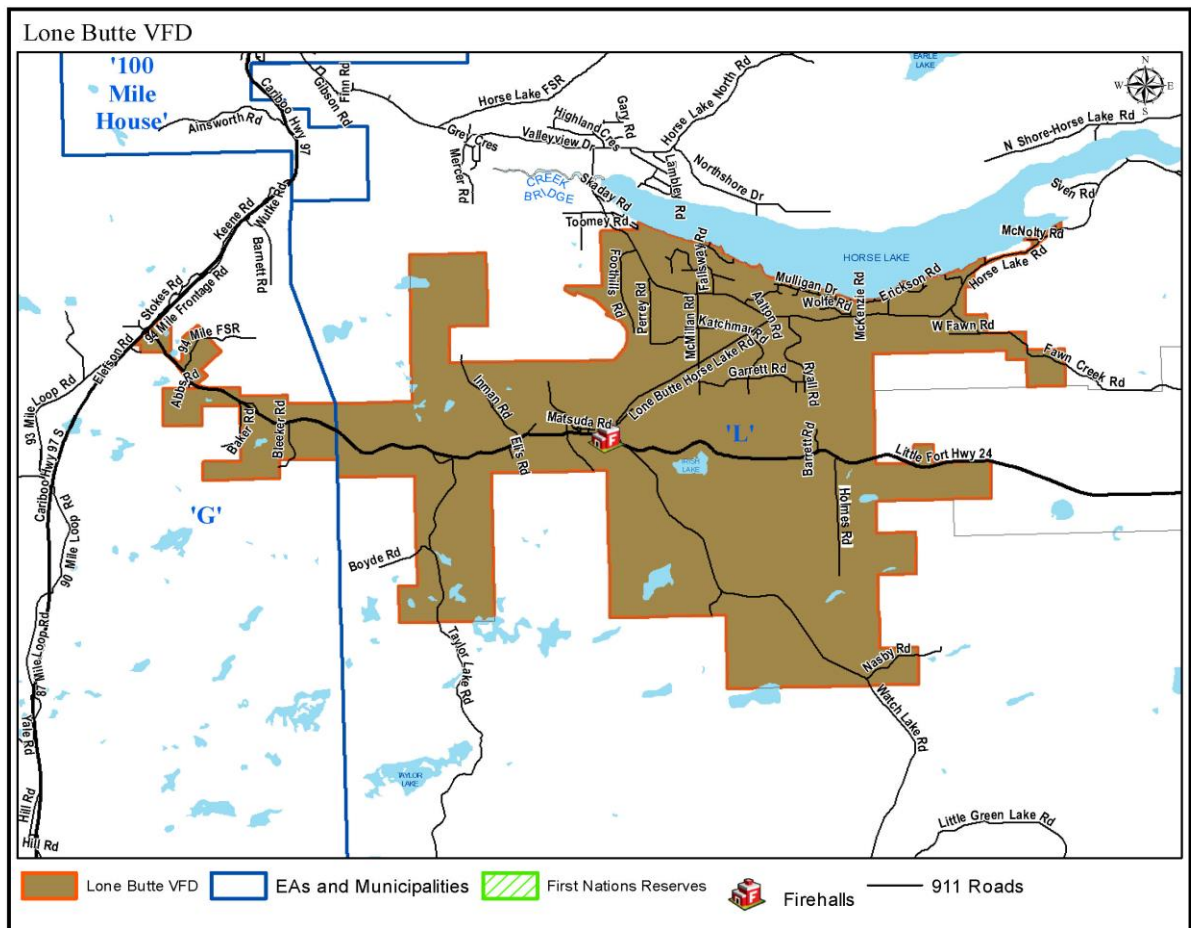 Lone Butte VFD
'100
Mile
House'
EARLE
LAKE
N
W
E
S
Cariboo Hwy 97
Gibson Rd
Finn Rd
Ainsworth Rd
Horse Lake FSR
Horse Lake North Rd
Gary Rd
Highland Cres
Valleyview Dr
Mercer Rd
N Shore-Horse Lake Rd
Lambley Rd
Northshore Dr
CREEK
BRIDGE
Skaday Rd
Sven Rd
Keene Rd
Wutke Rd
Toomey Rd
McNolty Rd
Barnett Rd
HORSE LAKE
Horse Lake Rd
Foothills Rd
Fallsway Rd
Mulligan Dr
Erickson Rd
Stokes Rd
94 Mile Frontage Rd
Perrey Rd
Wolfe Rd
McKenzie Rd
94 Mile FSR
McMillan Rd
Katchmar Rd
Aalton Rd
W Fawn Rd
Elefson Rd
Lone Butte Horse Lake Rd
Fawn Creek Rd
93 Mile Loop Rd
Abbs Rd
Inman Rd
Garrett Rd
Ryall Rd
Matsuda Rd
Baker Rd
Bleeker Rd
Eli's Rd
'L'
Barrett Rd
Little Fort Hwy 24
Cariboo Hwy 97 S
LAKE
Holmes Rd
'G'
90 Mile Loop Rd
Boyde Rd
Taylor Lake Rd
87 Mile Loop Rd
Nasby Rd
Watch Lake Rd
Yale Rd
TAYLOR
LAKE
Hill Rd
Little Green Lake Rd
Hill Rd
Lone Butte VFD
EAs and Municipalities
First Nations Reserves
F
Firehalls
911 Roads